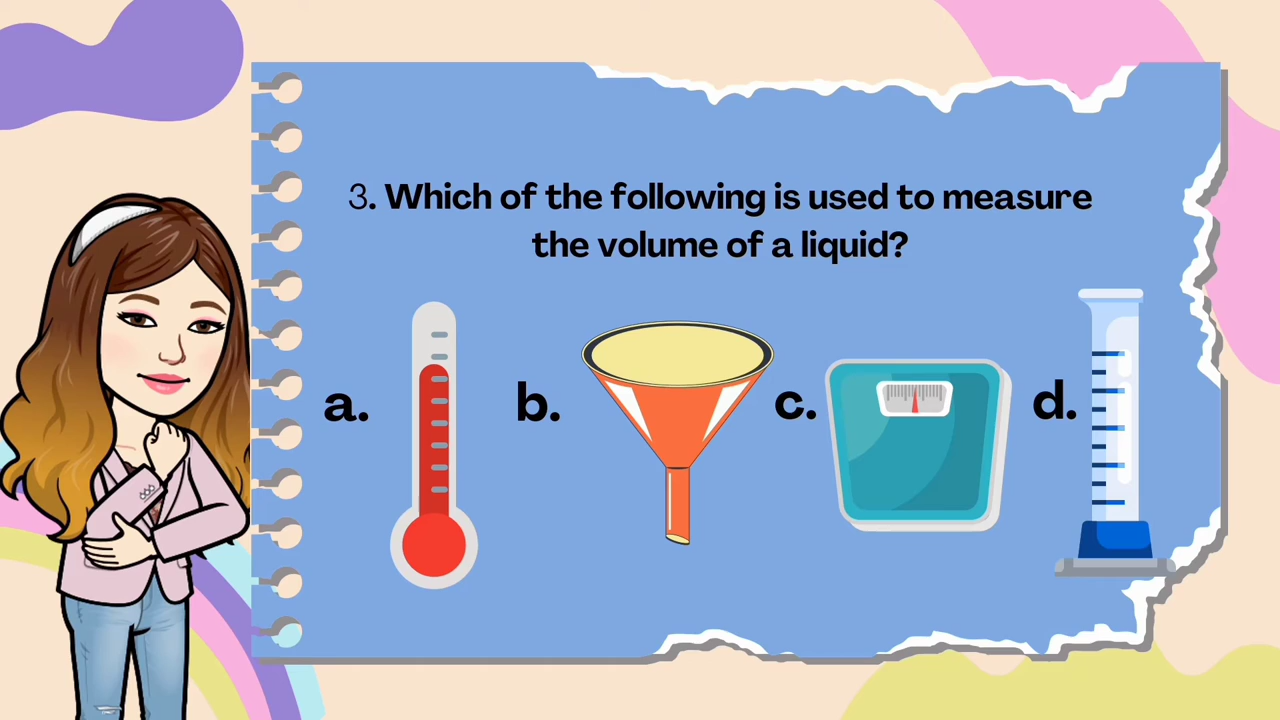 3. Which of the following is used to measure
the volume of a liquid?
a. b. c. d.